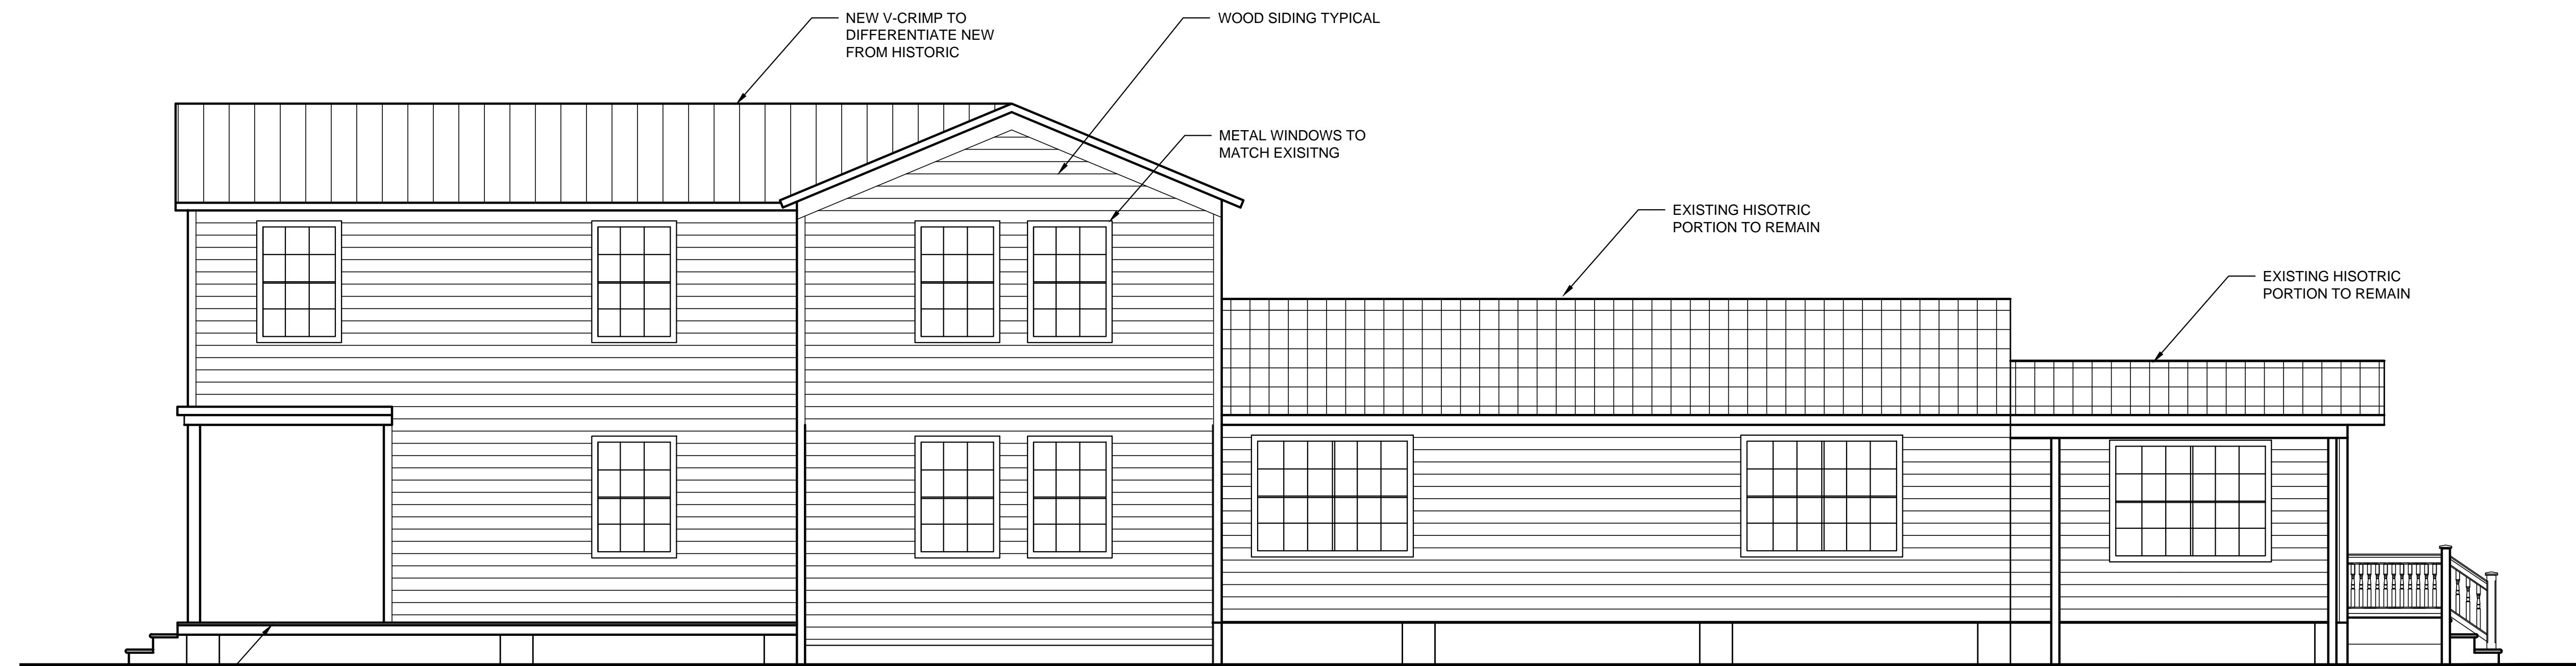 NEW V-CRIMP TO
DIFFERENTIATE NEW
FROM HISTORIC
WOOD SIDING TYPICAL
METAL WINDOWS TO
MATCH EXISITNG
EXISTING HISOTRIC
PORTION TO REMAIN
EXISTING HISOTRIC
PORTION TO REMAIN